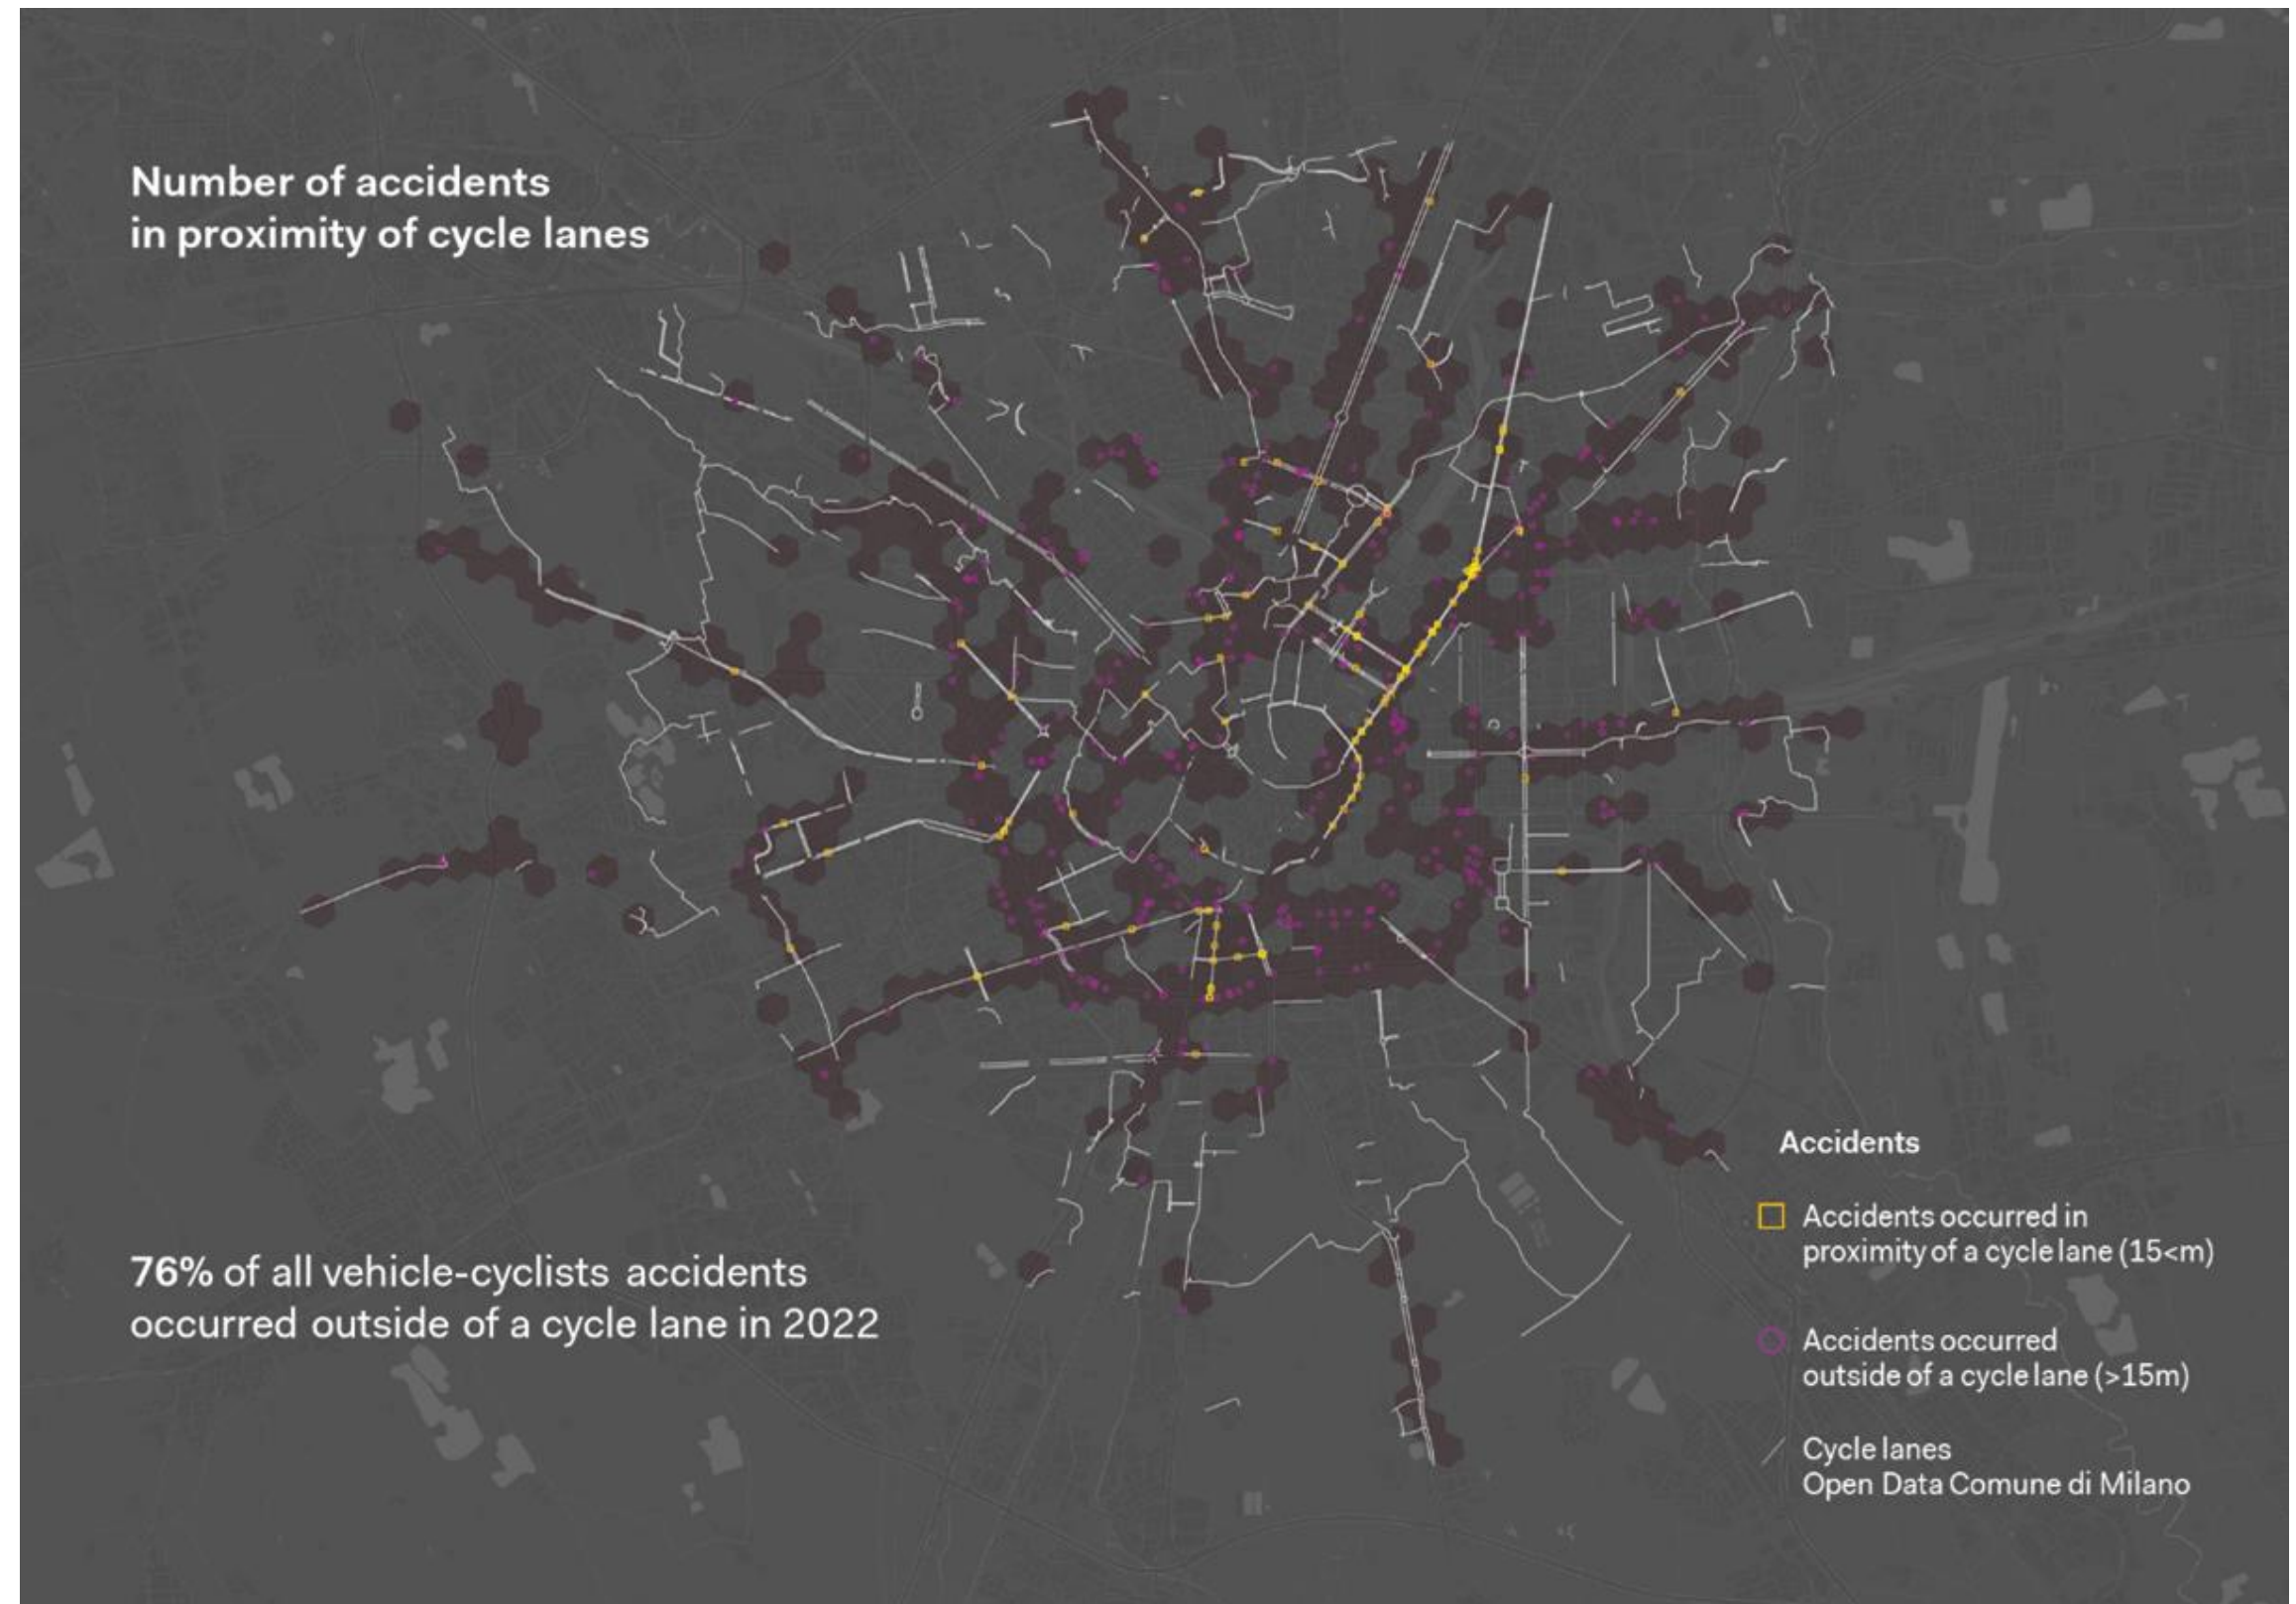 Number of accidents
in proximity of cycle lanes
76% of all vehicle-cyclists accidents
occurred outside of a cycle lane in 2022
Accidents
Accidents occurred in
proximity of a cycle lane (15<m)
Accidents occurred
outside of a cycle lane (>15m)
Cycle lanes
Open Data Comune di Milano